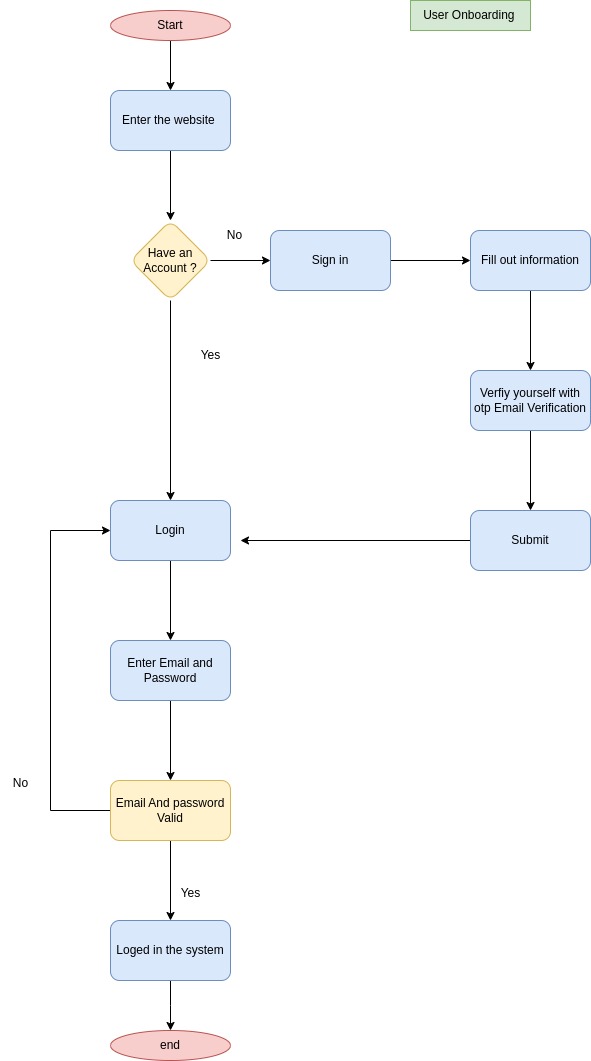 Start
User Onboarding
Enter the website
Have an
Account ?
No
Sign in
Fill out information
Yes
Verfiy yourself with
otp Email Verification
Login
Submit
Enter Email and
Password
No
Email And password
Valid
Yes
Loged in the system
end